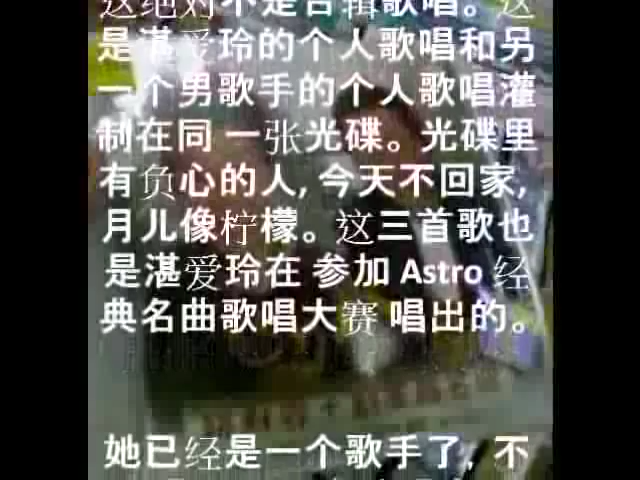 这绝对不是合辑歌唱。这
是湛爱玲的个人歌唱和另
一个男歌手的个人歌唱灌
制在同 一张光碟。光碟里
有负心的人, 今天不回家,
月儿像柠檬。这三首歌也
是湛爱玲在 参加 Astro 经
典名曲歌唱大赛 唱出的。
她已经是一个歌手了, 不